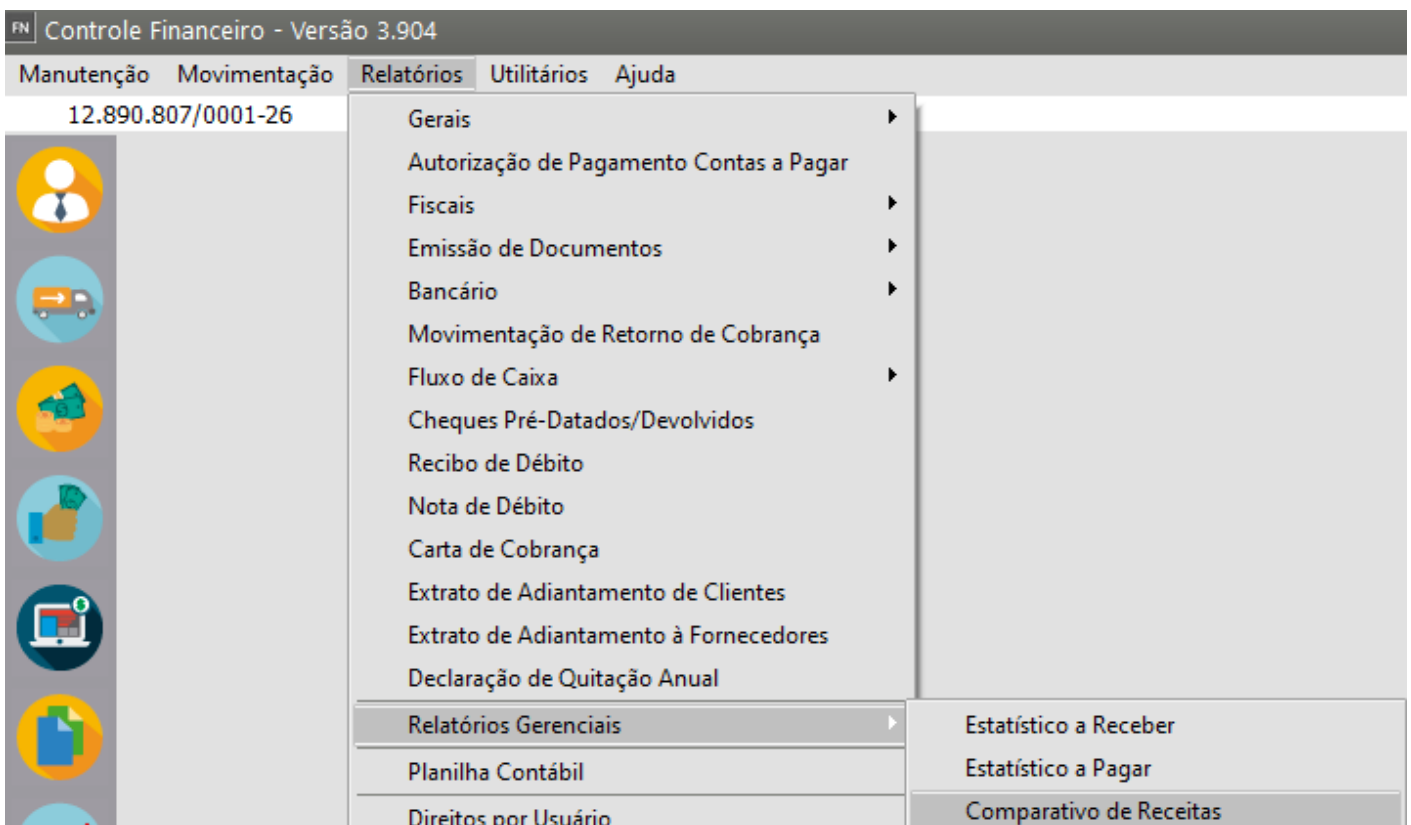 FN Controle Financeiro - Versão 3.904
Manutenção Movimentação Relatórios Utilitários Ajuda
12.890.807/0001-26
Gerais
Autorização de Pagamento Contas a Pagar
Fiscais
Emissão de Documentos
Bancário
Movimentação de Retorno de Cobrança
Fluxo de Caixa
Cheques Pré-Datados/Devolvidos
Recibo de Débito
Nota de Débito
Carta de Cobrança
Extrato de Adiantamento de Clientes
Extrato de Adiantamento à Fornecedores
Declaração de Quitação Anual
Relatórios Gerenciais
Estatístico a Receber
Planilha Contábil
Estatístico a Pagar
Direitos por Usuário
Comparativo de Receitas